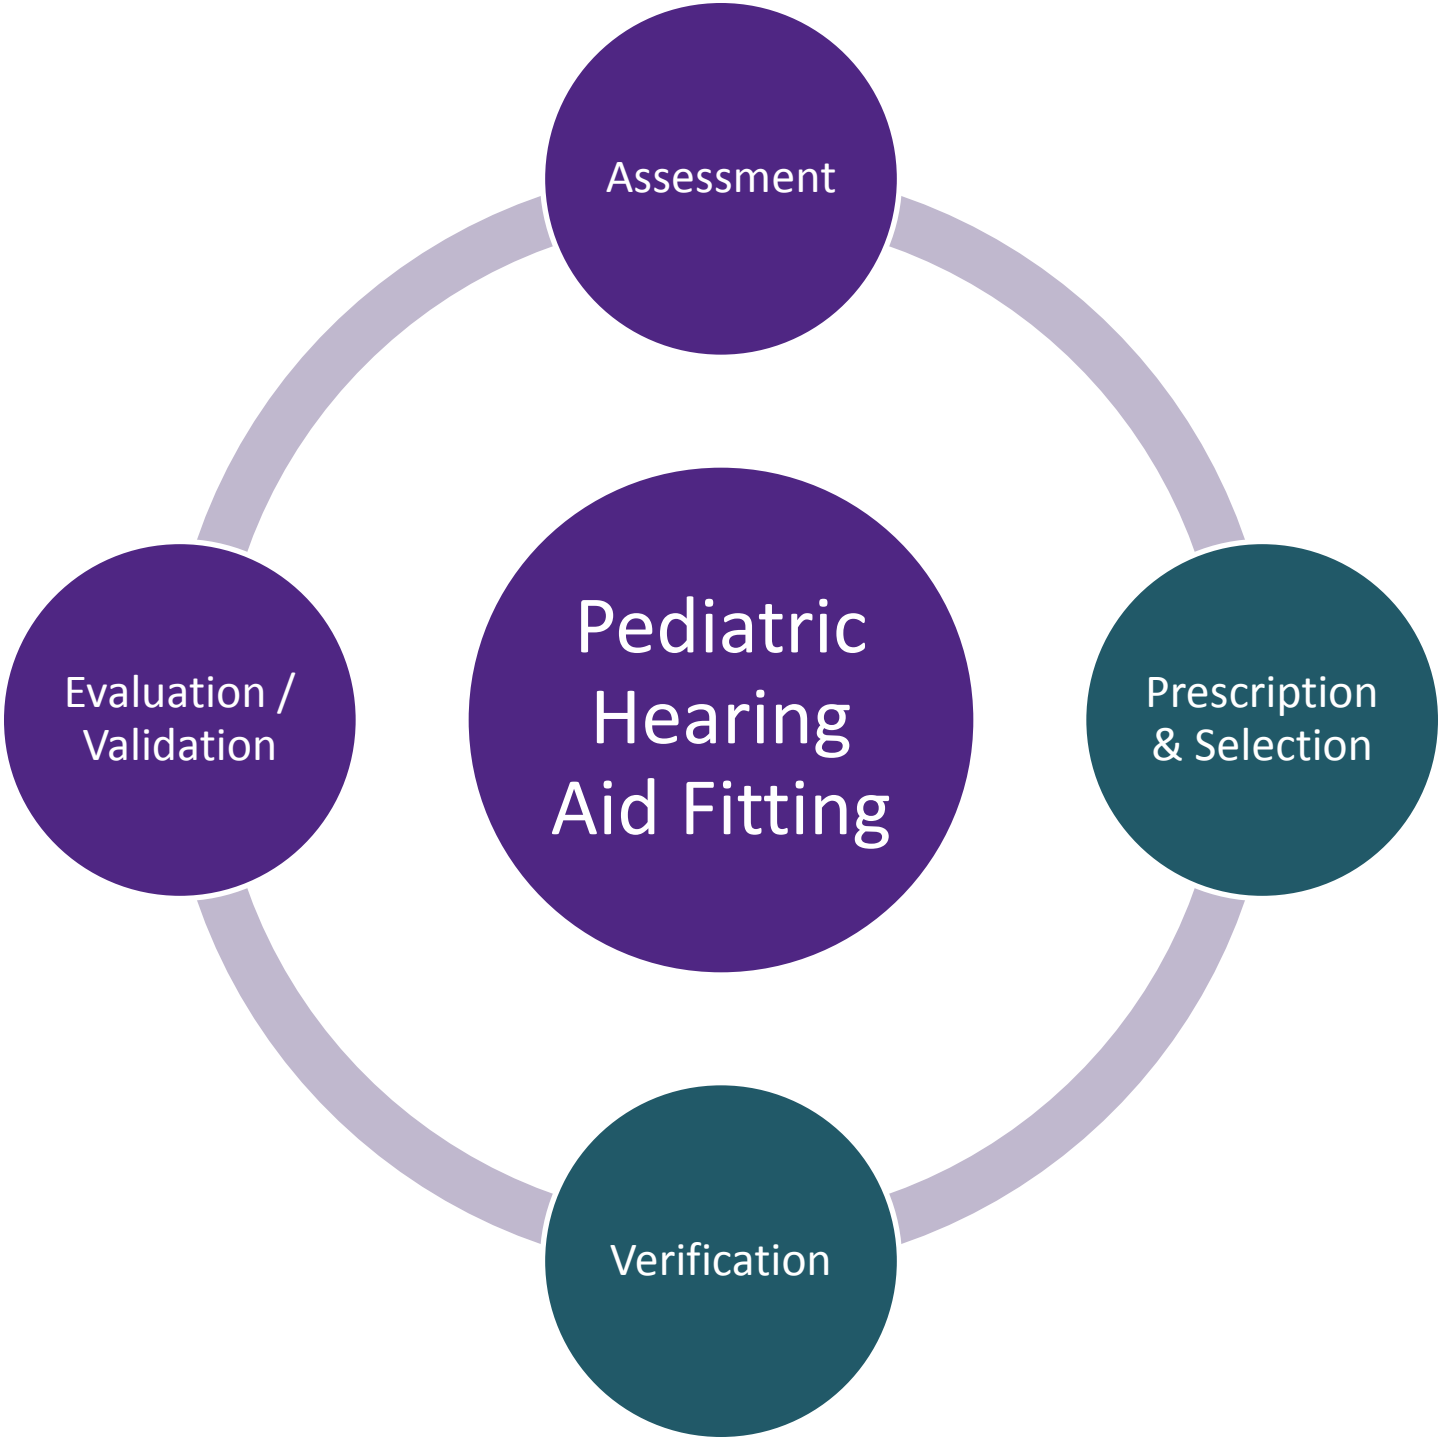 Assessment
Pediatric
Hearing
Aid Fitting
Evaluation /
Validation
Prescription
& Selection
Verification